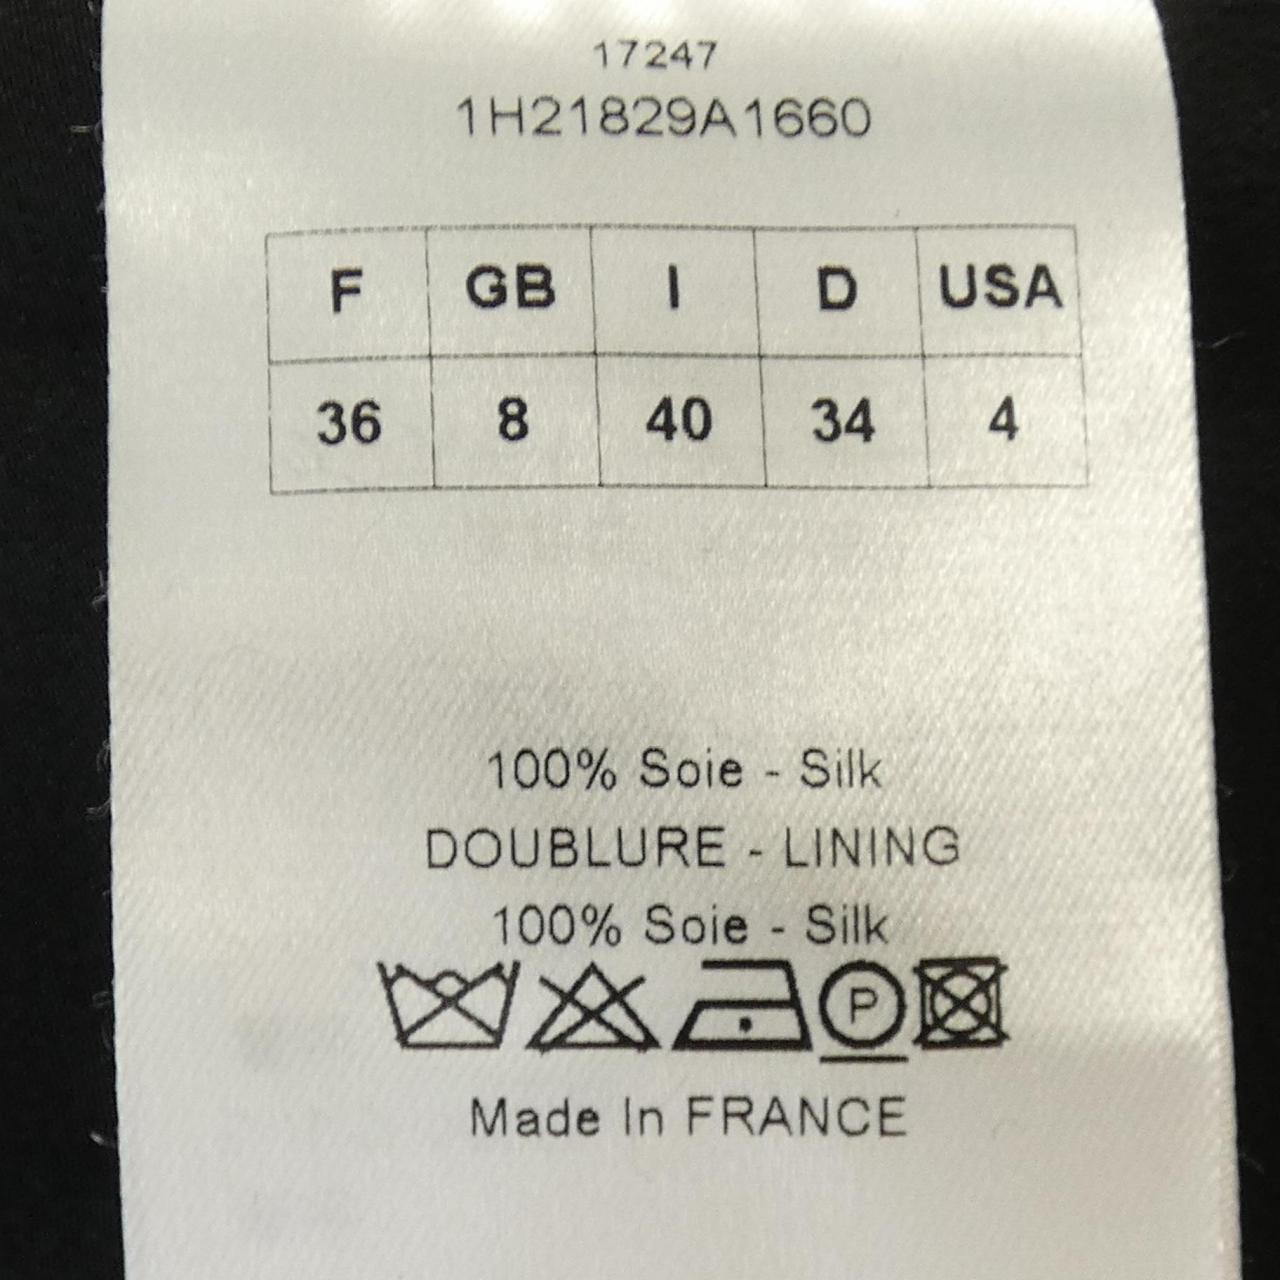 17247
1H21829A1660
F GB I D USA
36 8 40 34 4
100% Soie - Silk
DOUBLURE - LINING
100% Soie - Silk
P
Made In FRANCE